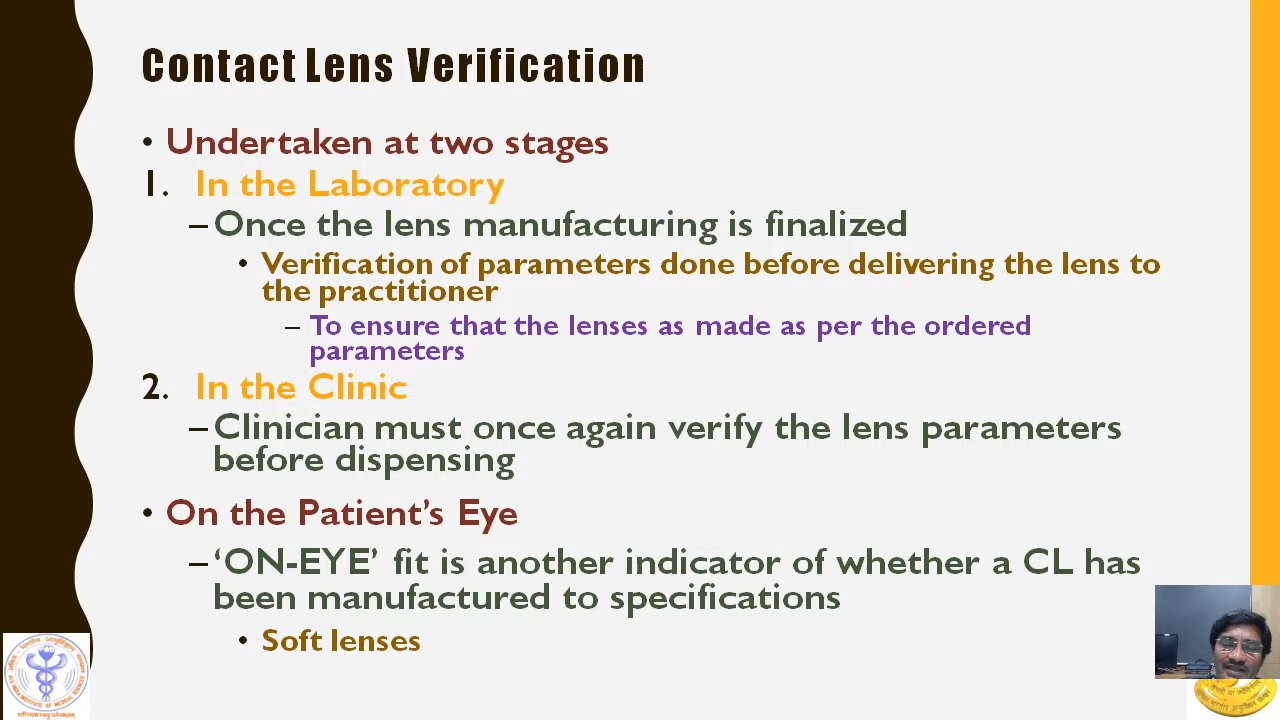 Contact Lens Verification
• Undertaken at two stages
1. In the Laboratory
– Once the lens manufacturing is finalized
• Verification of parameters done before delivering the lens to
the practitioner
– To ensure that the lenses as made as per the ordered
parameters
2. In the Clinic
– Clinician must once again verify the lens parameters
before dispensing
• On the Patient’s Eye
– ‘ON-EYE’ fit is another indicator of whether a CL has
been manufactured to specifications
• Soft lenses